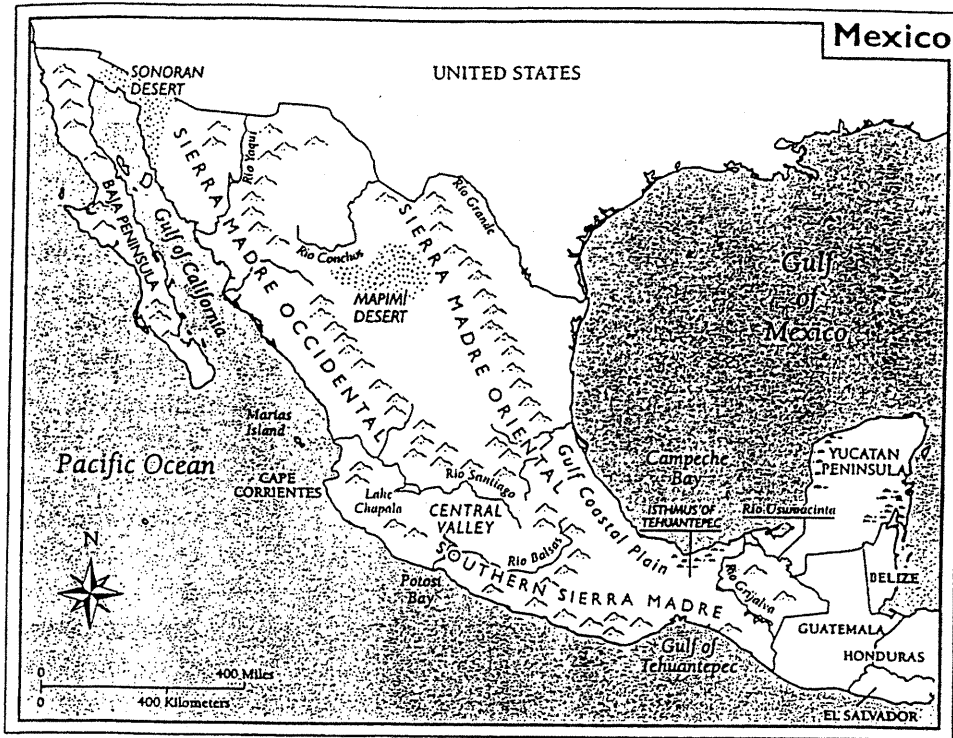 Mexico
SONORAN
DESERT
UNITED STATES
SIERRA MADRE OCCIDENTAL
Rio Yaqui
BAJA PENINSULA
Gulf of California
Rio Grande
Rio Conchus
SIERRA MADRE ORIENTAL
MAPIMÍ
DESERT
Gulf
of
Mexico
Marias
Island
Pacific Ocean
CAPE
CORRIENTES
Lake
Chapala
Rio Santiago
CENTRAL
VALLEY
Gulf Coastal Plain
Campeche
Bay
YUCATAN
PENINSULA
ISTHMUS OF
TEHUANTEPEC
Rio Usumacinta
N
Rio Balsas
SOUTHERN SIERRA MADRE
Potosi
Bay
Rio Grijalva
BELIZE
GUATEMALA
HONDURAS
Gulf of
Tehuantepec
0 400 Miles
0 400 Kilometers
EL SALVADOR